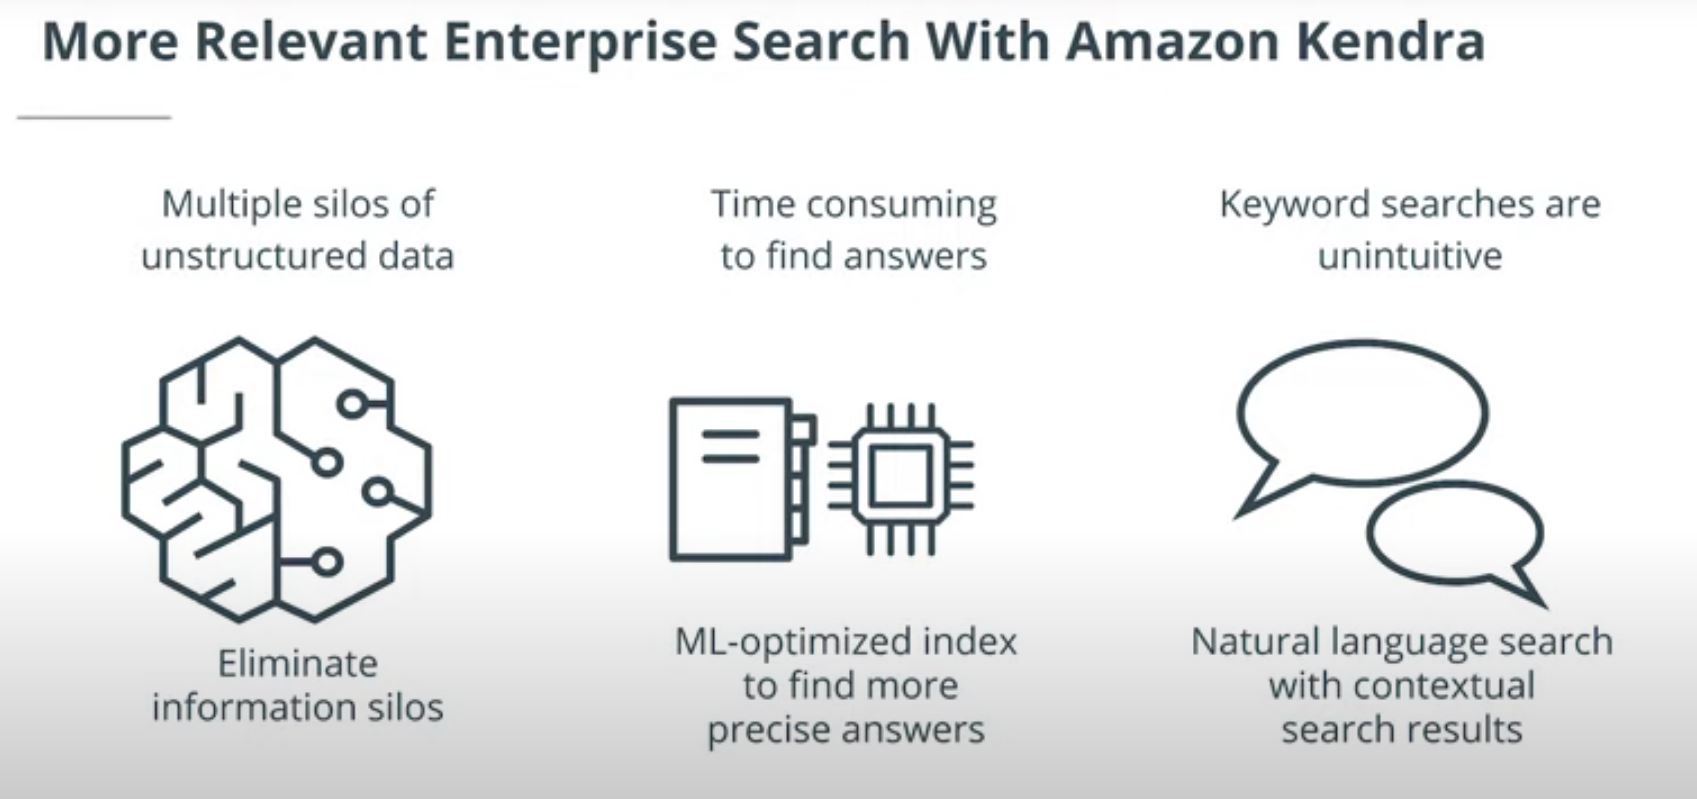 More Relevant Enterprise Search With Amazon Kendra
Multiple silos of
unstructured data
Time consuming
to find answers
Keyword searches are
unintuitive
Eliminate
information silos
ML-optimized index
to find more
precise answers
Natural language search
with contextual
search results